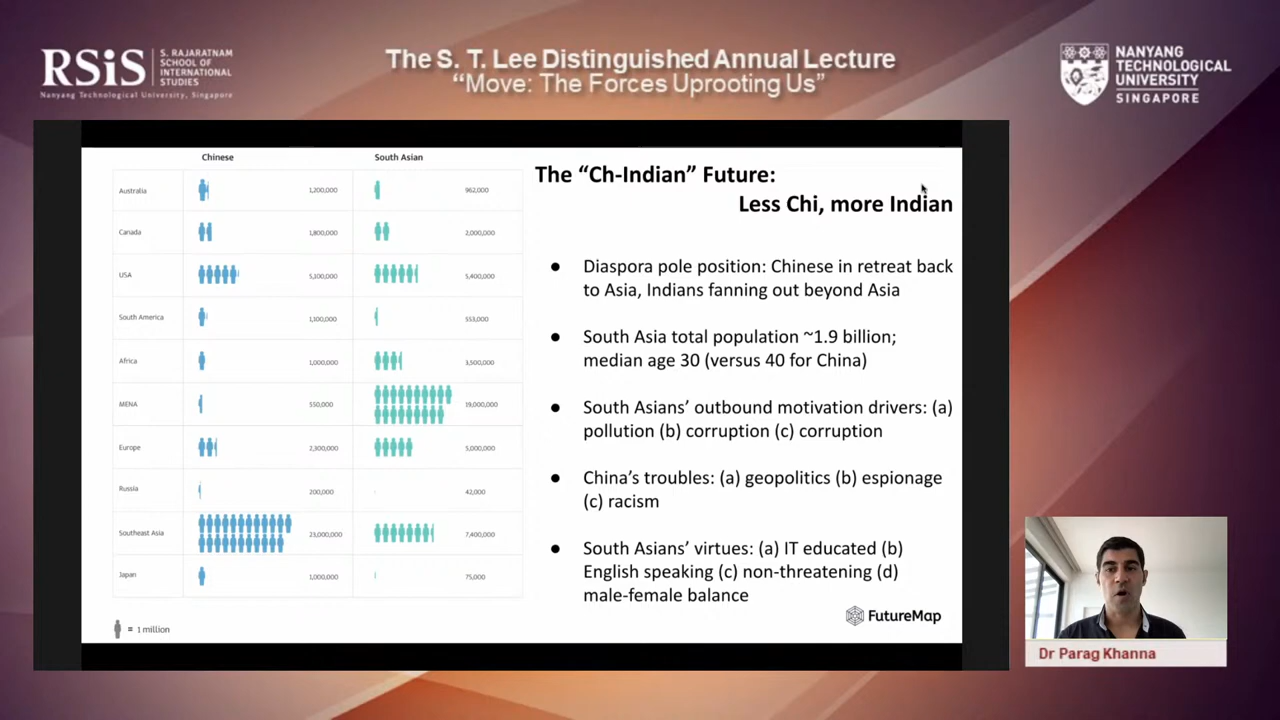 RSiS
S. RAJARATNAM
SCHOOL OF
INTERNATIONAL
STUDIES
Nanyang Technological University, Singapore
The S. T. Lee Distinguished Annual Lecture
“Move: The Forces Uprooting Us”
NANYANG
TECHNOLOGICAL
UNIVERSITY
SINGAPORE
Chinese South Asian
Australia 1,200,000 962,000
Canada 1,800,000 2,000,000
USA 5,100,000 5,400,000
South America 1,100,000 553,000
Africa 1,000,000 3,500,000
MENA 550,000 19,000,000
Europe 2,300,000 5,000,000
Russia 200,000 42,000
Southeast Asia 23,000,000 7,400,000
Japan 1,000,000 75,000
= 1 million
The “Ch-Indian” Future:
Less Chi, more Indian
● Diaspora pole position: Chinese in retreat back
to Asia, Indians fanning out beyond Asia
● South Asia total population ~1.9 billion;
median age 30 (versus 40 for China)
● South Asians’ outbound motivation drivers: (a)
pollution (b) corruption (c) corruption
● China’s troubles: (a) geopolitics (b) espionage
(c) racism
● South Asians’ virtues: (a) IT educated (b)
English speaking (c) non-threatening (d)
male-female balance
FutureMap
Dr Parag Khanna